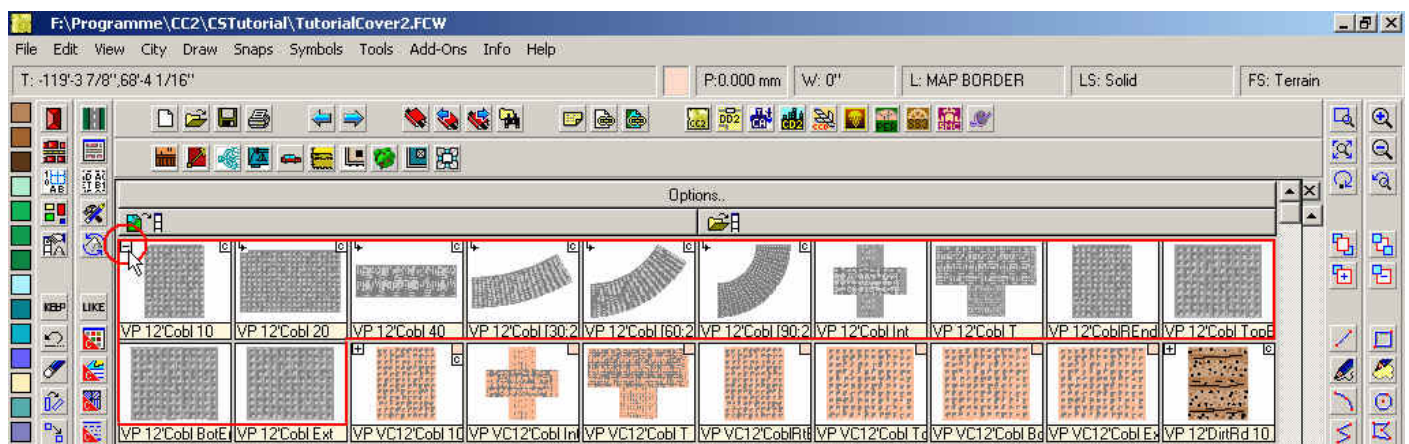 F:\Programme\CC2\CSTutorial\TutorialCover2.FCW
File Edit View City Draw Snaps Symbols Tools Add-Ons Info Help
T: -119'-3 7/8",68'-4 1/16" P:0.000 mm W: 0" L: MAP BORDER LS: Solid FS: Terrain
Options..
KEEP LIKE
VP 12'Cobl 10 VP 12'Cobl 20 VP 12'Cobl 40 VP 12'Cobl [30:2 VP 12'Cobl [60:2 VP 12'Cobl [90:2 VP 12'Cobl Int VP 12'Cobl T VP 12'CoblREnd VP 12'Cobl TopE
VP 12'Cobl BotE VP 12'Cobl Ext VP VC12'Cobl 10 VP VC12'Cobl Int VP VC12'Cobl T VP VC12'CoblRtE VP VC12'Cobl To VP VC12'Cobl Bo VP VC12'Cobl Ex VP 12'DirtRd 10